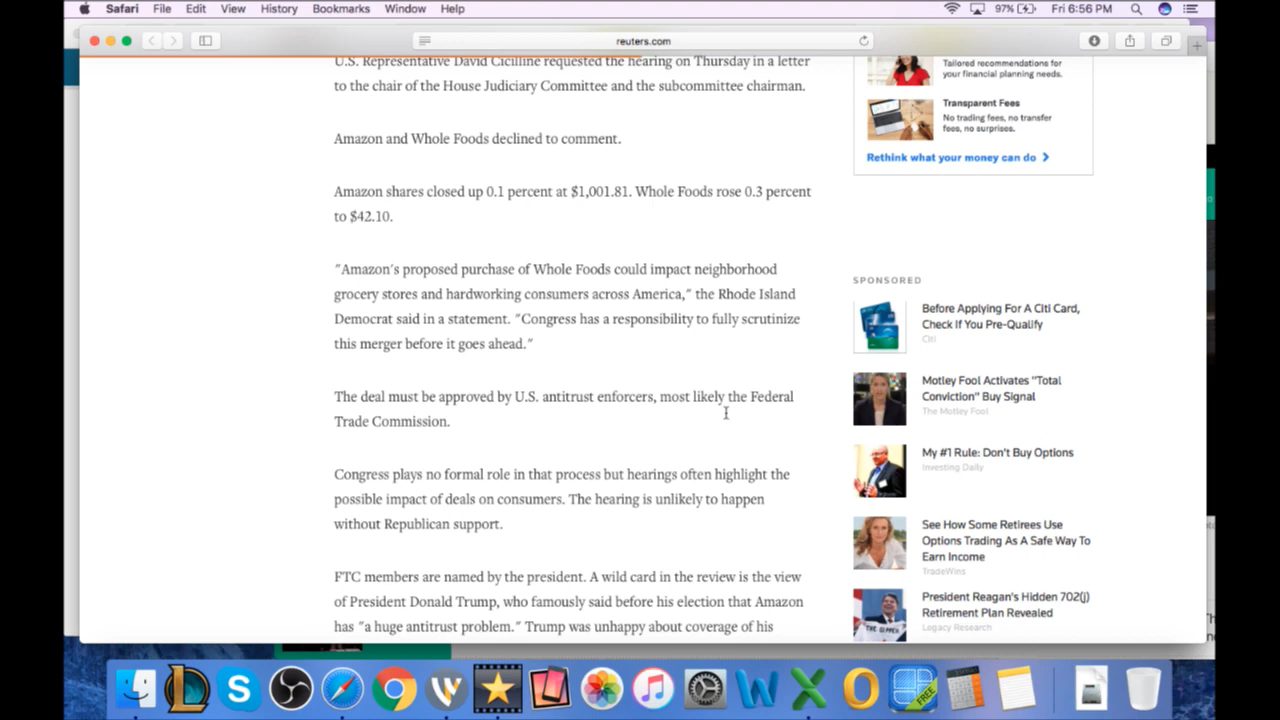 Safari File Edit View History Bookmarks Window Help 97% Fri 6:56 PM
reuters.com
U.S. Representative David Cicilline requested the hearing on Thursday in a letter
to the chair of the House Judiciary Committee and the subcommittee chairman.
Amazon and Whole Foods declined to comment.
Amazon shares closed up 0.1 percent at $1,001.81. Whole Foods rose 0.3 percent
to $42.10.
"Amazon's proposed purchase of Whole Foods could impact neighborhood
grocery stores and hardworking consumers across America," the Rhode Island
Democrat said in a statement. "Congress has a responsibility to fully scrutinize
this merger before it goes ahead."
The deal must be approved by U.S. antitrust enforcers, most likely the Federal
Trade Commission.
Congress plays no formal role in that process but hearings often highlight the
possible impact of deals on consumers. The hearing is unlikely to happen
without Republican support.
FTC members are named by the president. A wild card in the review is the view
of President Donald Trump, who famously said before his election that Amazon
has "a huge antitrust problem." Trump was unhappy about coverage of his
Tailored recommendations for
your financial planning needs.
Transparent Fees
No trading fees, no transfer
fees, no surprises.
Rethink what your money can do
SPONSORED
Before Applying For A Citi Card,
Check If You Pre-Qualify
Citi
Motley Fool Activates "Total
Conviction" Buy Signal
The Motley Fool
My #1 Rule: Don't Buy Options
Investing Daily
See How Some Retirees Use
Options Trading As A Safe Way To
Earn Income
TradeWins
President Reagan's Hidden 702(j)
Retirement Plan Revealed
Legacy Research
THE GIPPER
FREE